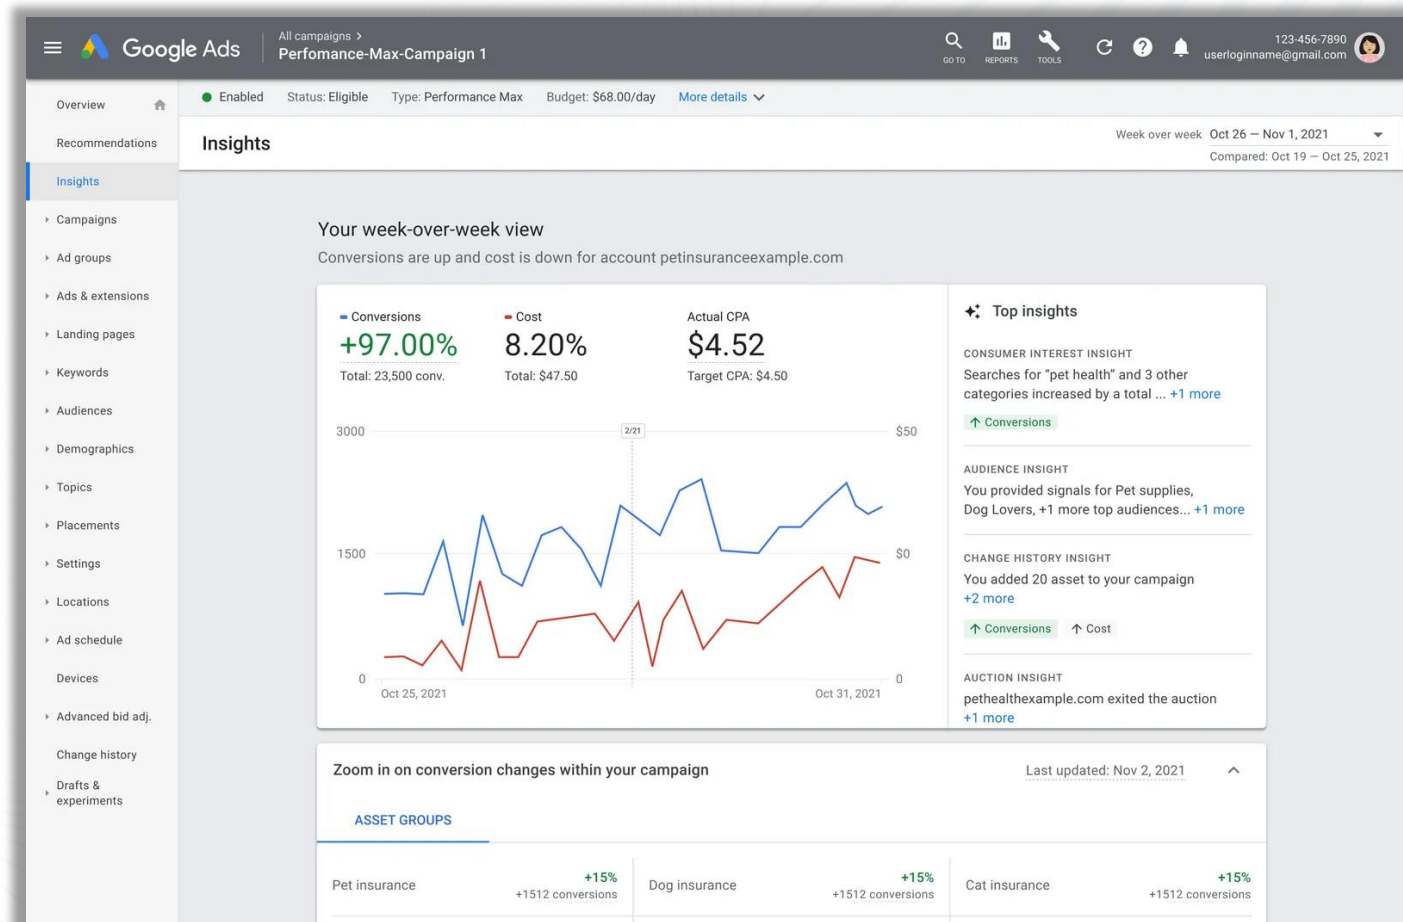 Google Ads
All campaigns >
Perfomance-Max-Campaign 1
GO TO
REPORTS
TOOLS
?
123-456-7890
userloginname@gmail.com
Enabled Status: Eligible Type: Performance Max Budget: $68.00/day More details
Overview
Recommendations
Insights
Campaigns
Ad groups
Ads & extensions
Landing pages
Keywords
Audiences
Demographics
Topics
Placements
Settings
Locations
Ad schedule
Devices
Advanced bid adj.
Change history
Drafts &
experiments
Insights
Week over week Oct 26 – Nov 1, 2021
Compared: Oct 19 – Oct 25, 2021
Your week-over-week view
Conversions are up and cost is down for account petinsuranceexample.com
Conversions
+97.00%
Total: 23,500 conv.
Cost
8.20%
Total: $47.50
Actual CPA
$4.52
Target CPA: $4.50
3000
2/21
$50
1500
$0
0
0
Oct 25, 2021
Oct 31, 2021
Top insights
CONSUMER INTEREST INSIGHT
Searches for "pet health" and 3 other
categories increased by a total ... +1 more
↑ Conversions
AUDIENCE INSIGHT
You provided signals for Pet supplies,
Dog Lovers, +1 more top audiences... +1 more
CHANGE HISTORY INSIGHT
You added 20 asset to your campaign
+2 more
↑ Conversions ↑ Cost
AUCTION INSIGHT
pethealthexample.com exited the auction
+1 more
Zoom in on conversion changes within your campaign
Last updated: Nov 2, 2021
ASSET GROUPS
Pet insurance
+15%
+1512 conversions
Dog insurance
+15%
+1512 conversions
Cat insurance
+15%
+1512 conversions